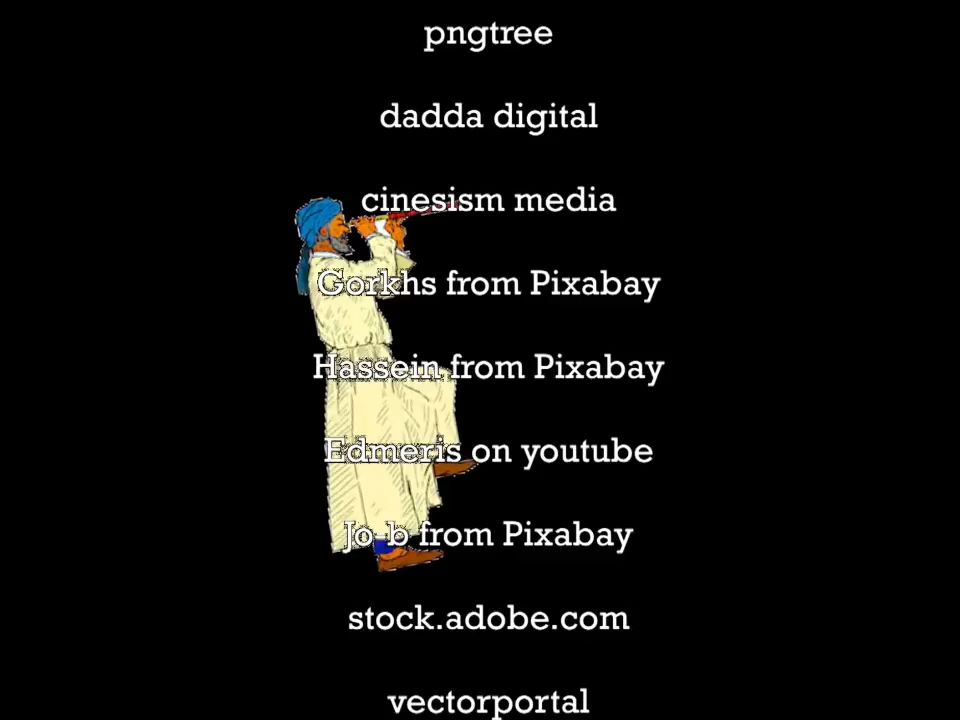 pngtree
dadda digital
cinesism media
Gorkhs from Pixabay
Hassein from Pixabay
Edmeris on youtube
Jo-b from Pixabay
stock.adobe.com
vectorportal